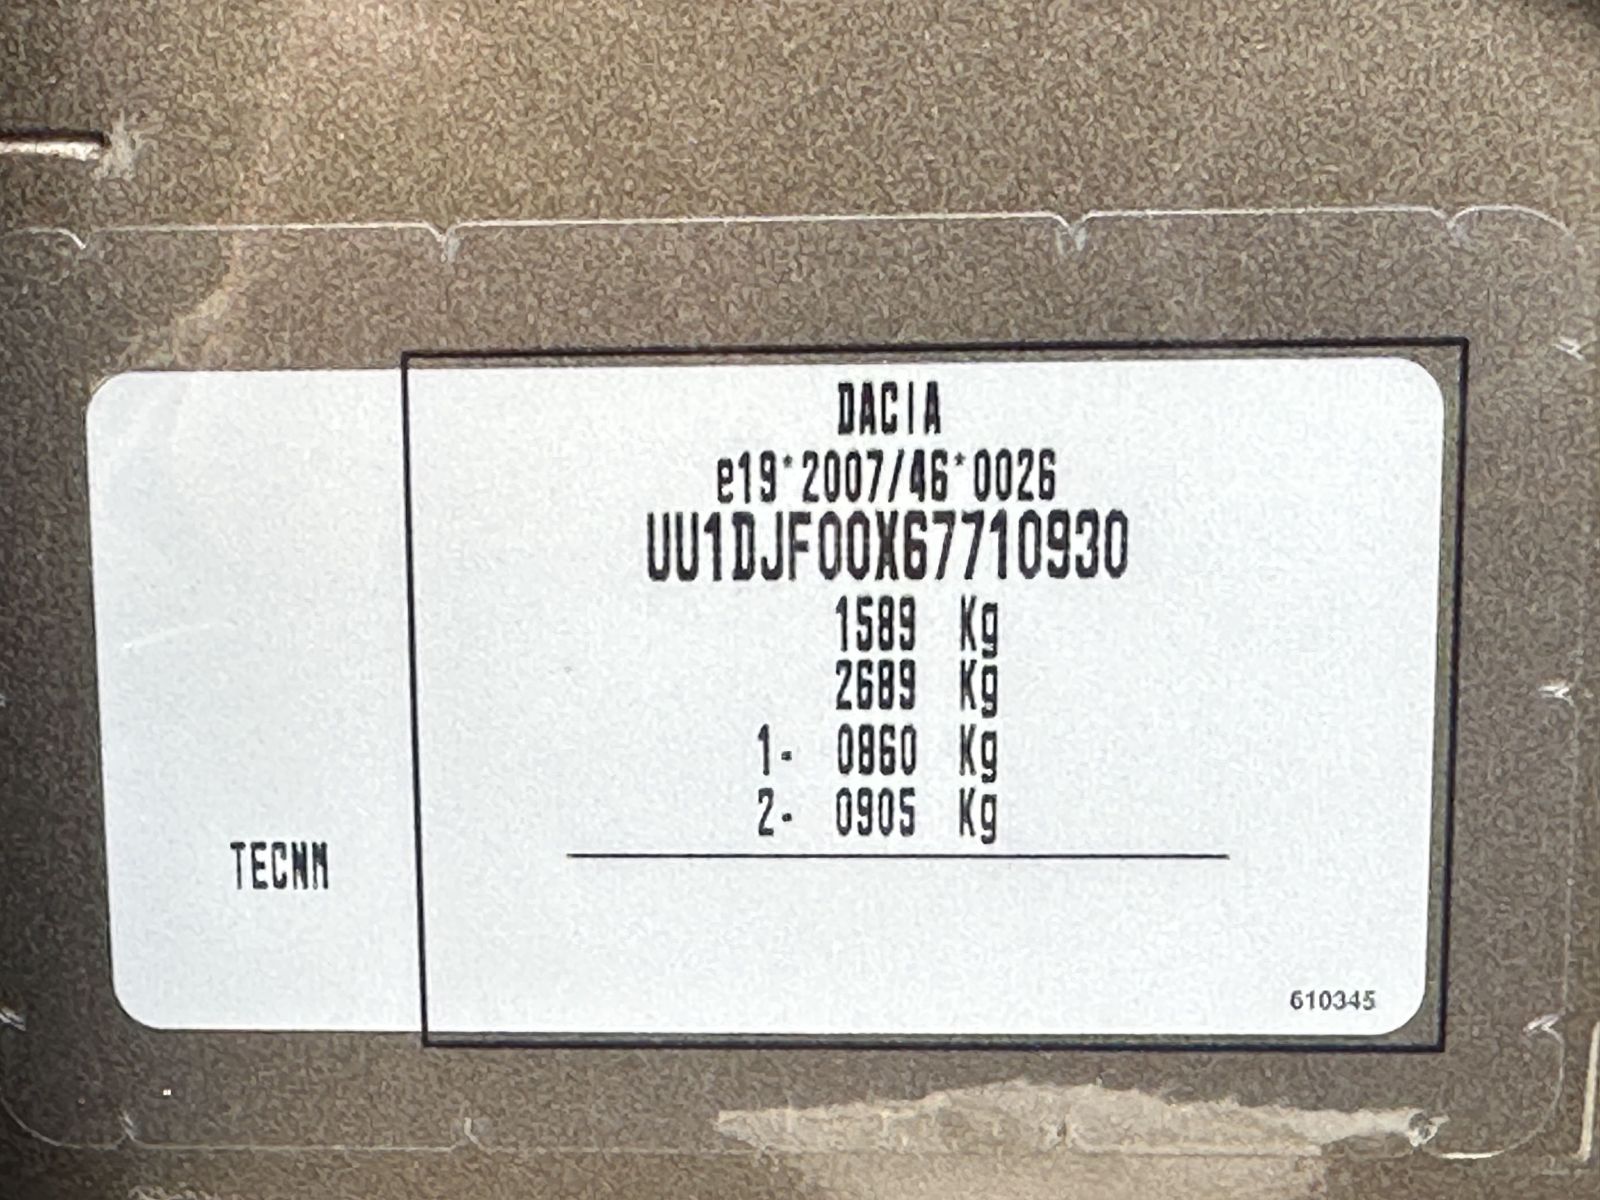 DACIA
e19*2007/46*0026
UU1DJF00X67710930
1589 Kg
2689 Kg
1- 0860 Kg
2- 0905 Kg
TECNM
610345